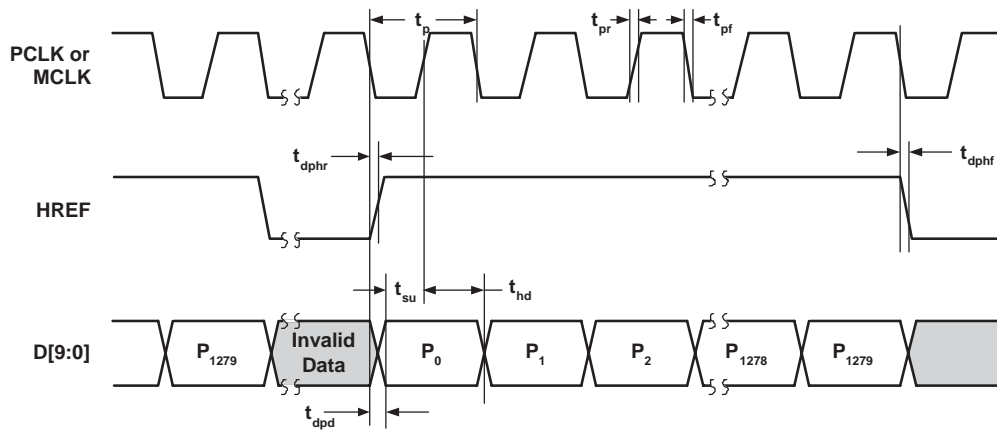 t_p
t_pr
t_pf
PCLK or
MCLK
t_dphr
t_dphf
HREF
t_su
t_hd
D[9:0]
P_1279
Invalid
Data
P_0
P_1
P_2
P_1278
P_1279
t_dpd